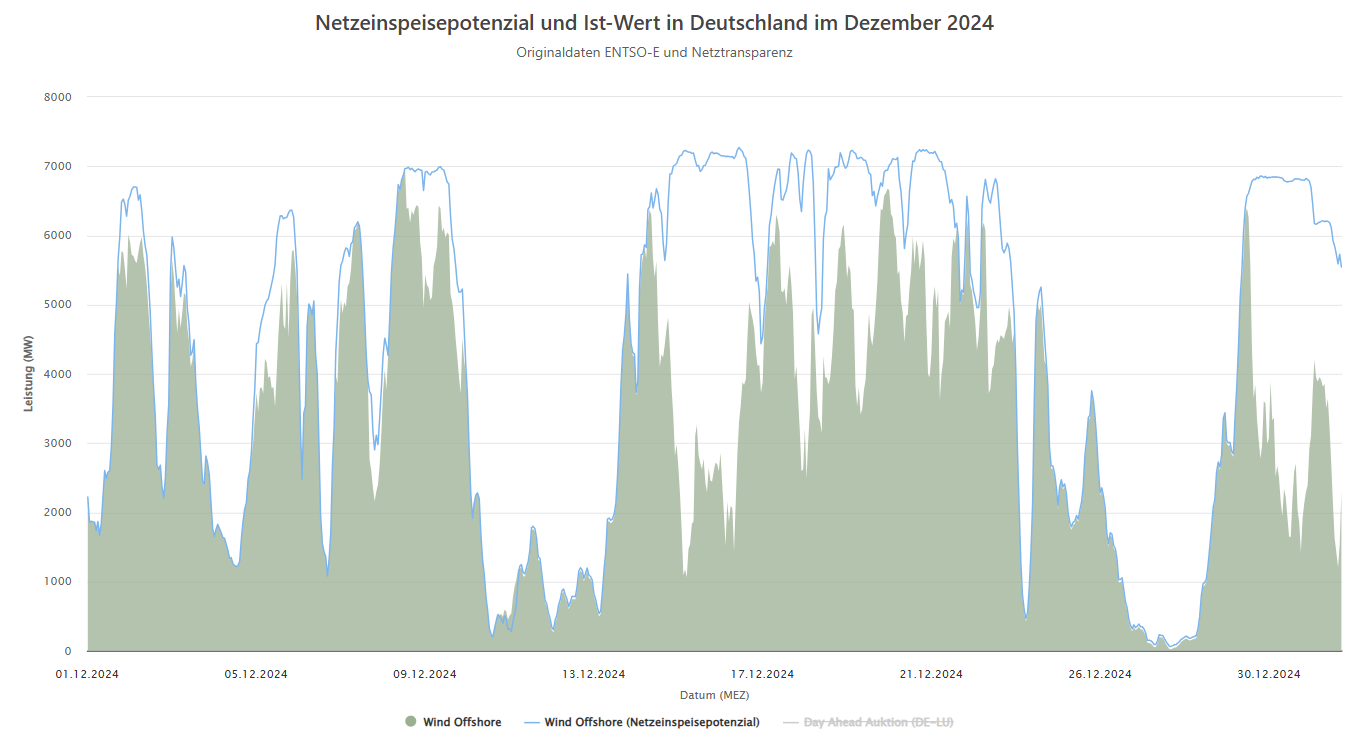 Netzeinspeisepotenzial und Ist-Wert in Deutschland im Dezember 2024
Originaldaten ENTSO-E und Netztransparenz
8000
7000
6000
5000
4000
3000
2000
1000
0
Leistung (MW)
01.12.2024 05.12.2024 09.12.2024 13.12.2024 17.12.2024 21.12.2024 26.12.2024 30.12.2024
Datum (MEZ)
Wind Offshore Wind Offshore (Netzeinspeisepotenzial) Day Ahead Auktion (DE-LU)